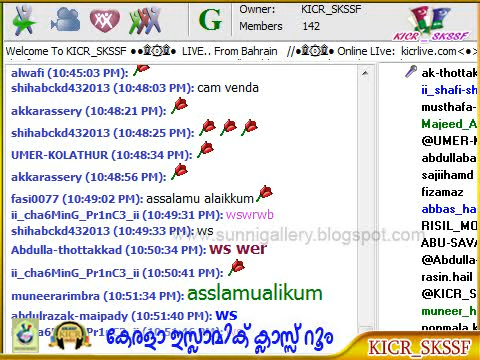 Owner: KICR_SKSSF
Members 142
KICR_SKSSF
Welcome To KICR_SKSSF ●●۩۞۩● LIVE.. From Bahrain //●۩۞۩● Online LIve: kicrlive.com<●>
alwafi (10:45:03 PM):
shihabckd432013 (10:48:03 PM): cam venda
akkarassery (10:48:21 PM):
shihabckd432013 (10:48:25 PM):
UMER-KOLATHUR (10:48:34 PM):
akkarassery (10:48:56 PM):
fasi0077 (10:49:02 PM): assalamu alaikkum
ii_cha6MinG_Pr1nC3_ii (10:49:31 PM): wswrwb
shihabckd432013 (10:49:33 PM): ws
www.sunnigallery.blogspot.com
Abdulla-thottakkad (10:50:34 PM): ws wer
ii_cha6MinG_Pr1nC3_ii (10:50:41 PM):
muneerarimbra (10:51:34 PM): asslamualikum
abdulrazak-maipady (10:51:40 PM): ws
ak-thottak
ii_shafi-sh
musthafa-
Majeed_A
@UMER-K
abdullaba
sajiihamd
fizamaz
abbas_ha
RISIL_MO
ABU-SAVA
@UMER-K
rasin.hail
@KICR_S
muneer_h
nonmala k
KICR
കേരളാ ഇസ്ലാമിക് ക്ലാസ്സ് റൂം
KICR_SKSSF